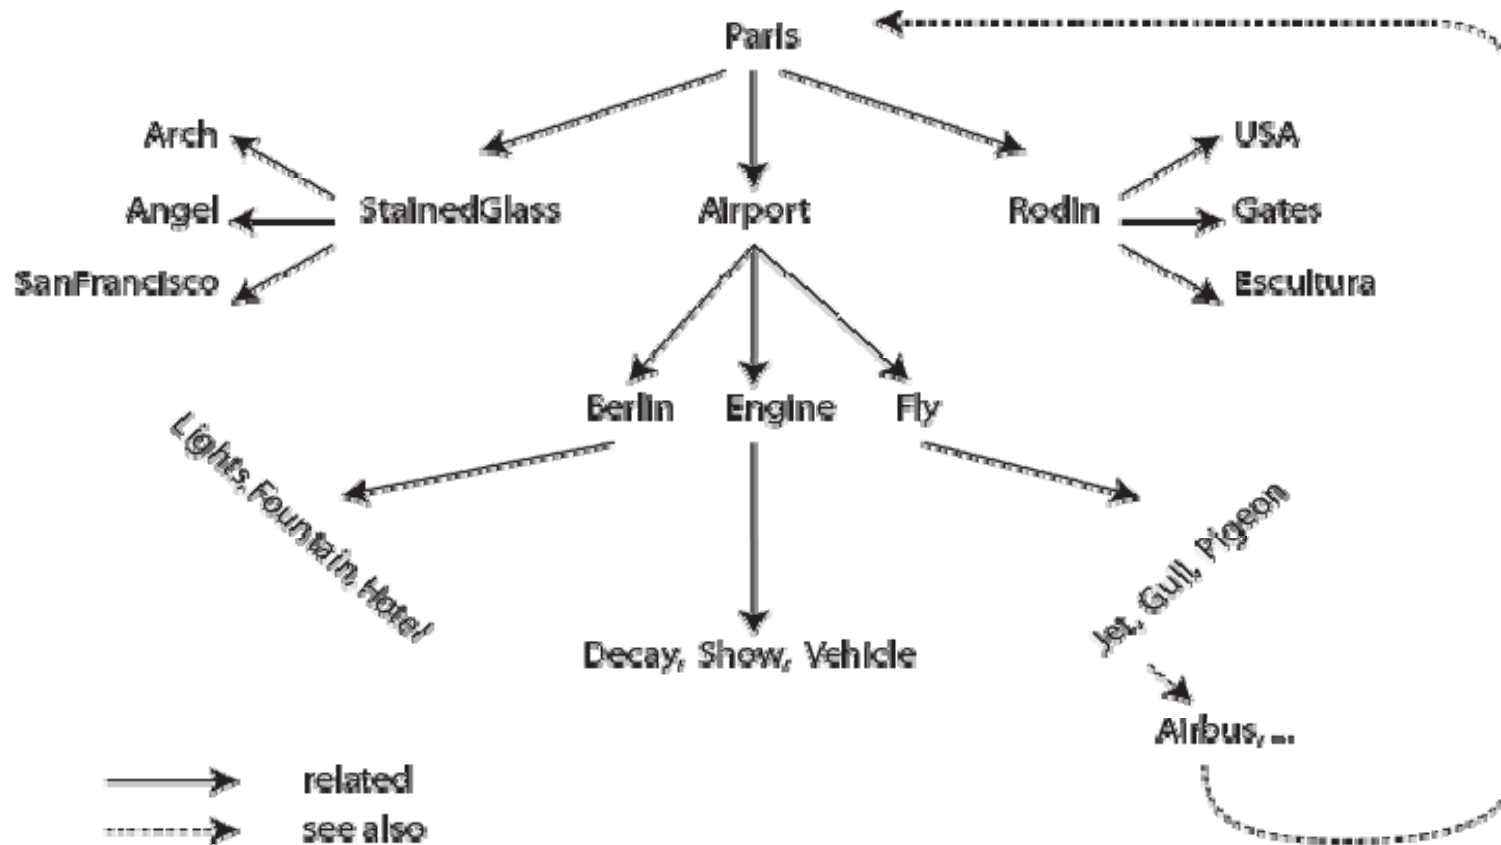 Paris
Arch
USA
Angel
StainedGlass
Airport
Rodin
Gates
SanFrancisco
Escultura
Berlin
Engine
Fly
Lights, Fountain, Hotel
Jet, Gull, Pigeon
Decay, Show, Vehicle
Airbus, ...
related
see also